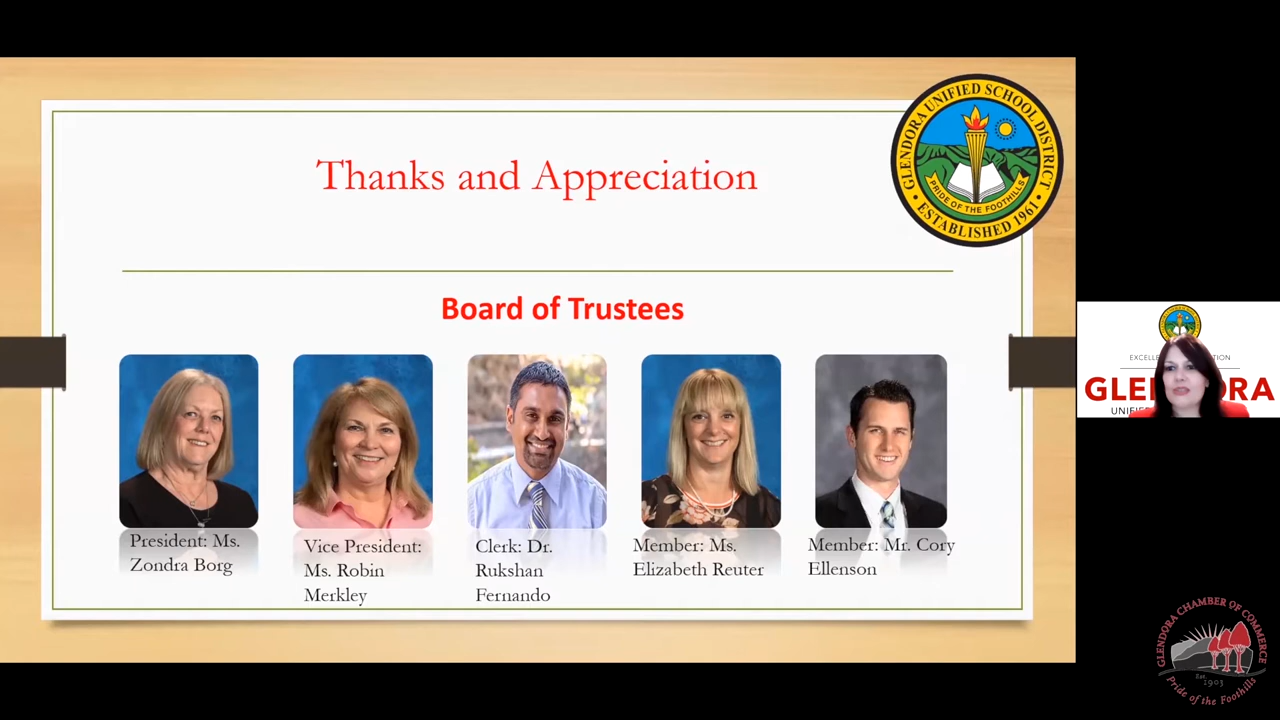 Thanks and Appreciation
GLENDORA UNIFIED SCHOOL DISTRICT
PRIDE OF THE FOOTHILLS
• ESTABLISHED 1961 •
Board of Trustees
President: Ms.
Zondra Borg
Vice President:
Ms. Robin
Merkley
Clerk: Dr.
Rukshan
Fernando
Member: Ms.
Elizabeth Reuter
Member: Mr. Cory
Ellenson
GLENDORA CHAMBER OF COMMERCE
Est.
1903
Pride of the Foothills